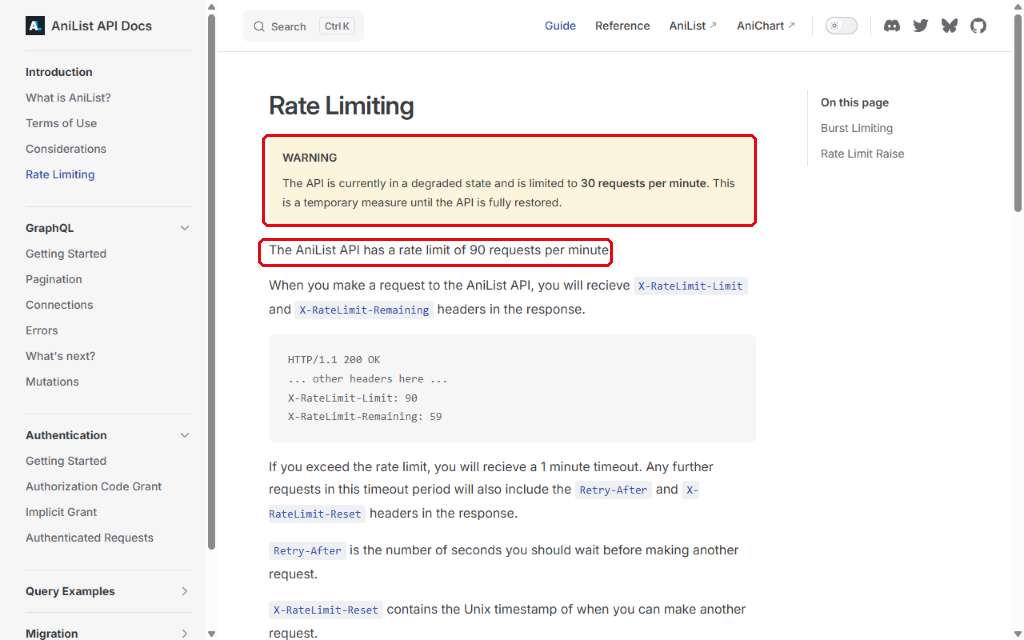 AniList API Docs
Introduction
What is AniList?
Terms of Use
Considerations
Rate Limiting
GraphQL
Getting Started
Pagination
Connections
Errors
What's next?
Mutations
Authentication
Getting Started
Authorization Code Grant
Implicit Grant
Authenticated Requests
Query Examples
Migration
Search Ctrl K
Guide Reference AniList AniChart
Rate Limiting
WARNING
The API is currently in a degraded state and is limited to 30 requests per minute. This
is a temporary measure until the API is fully restored.
The AniList API has a rate limit of 90 requests per minute
When you make a request to the AniList API, you will recieve X-RateLimit-Limit
and X-RateLimit-Remaining headers in the response.
HTTP/1.1 200 OK
... other headers here ...
X-RateLimit-Limit: 90
X-RateLimit-Remaining: 59
If you exceed the rate limit, you will recieve a 1 minute timeout. Any further
requests in this timeout period will also include the Retry-After and X-
RateLimit-Reset headers in the response.
Retry-After is the number of seconds you should wait before making another
request.
X-RateLimit-Reset contains the Unix timestamp of when you can make another
request.
On this page
Burst Limiting
Rate Limit Raise